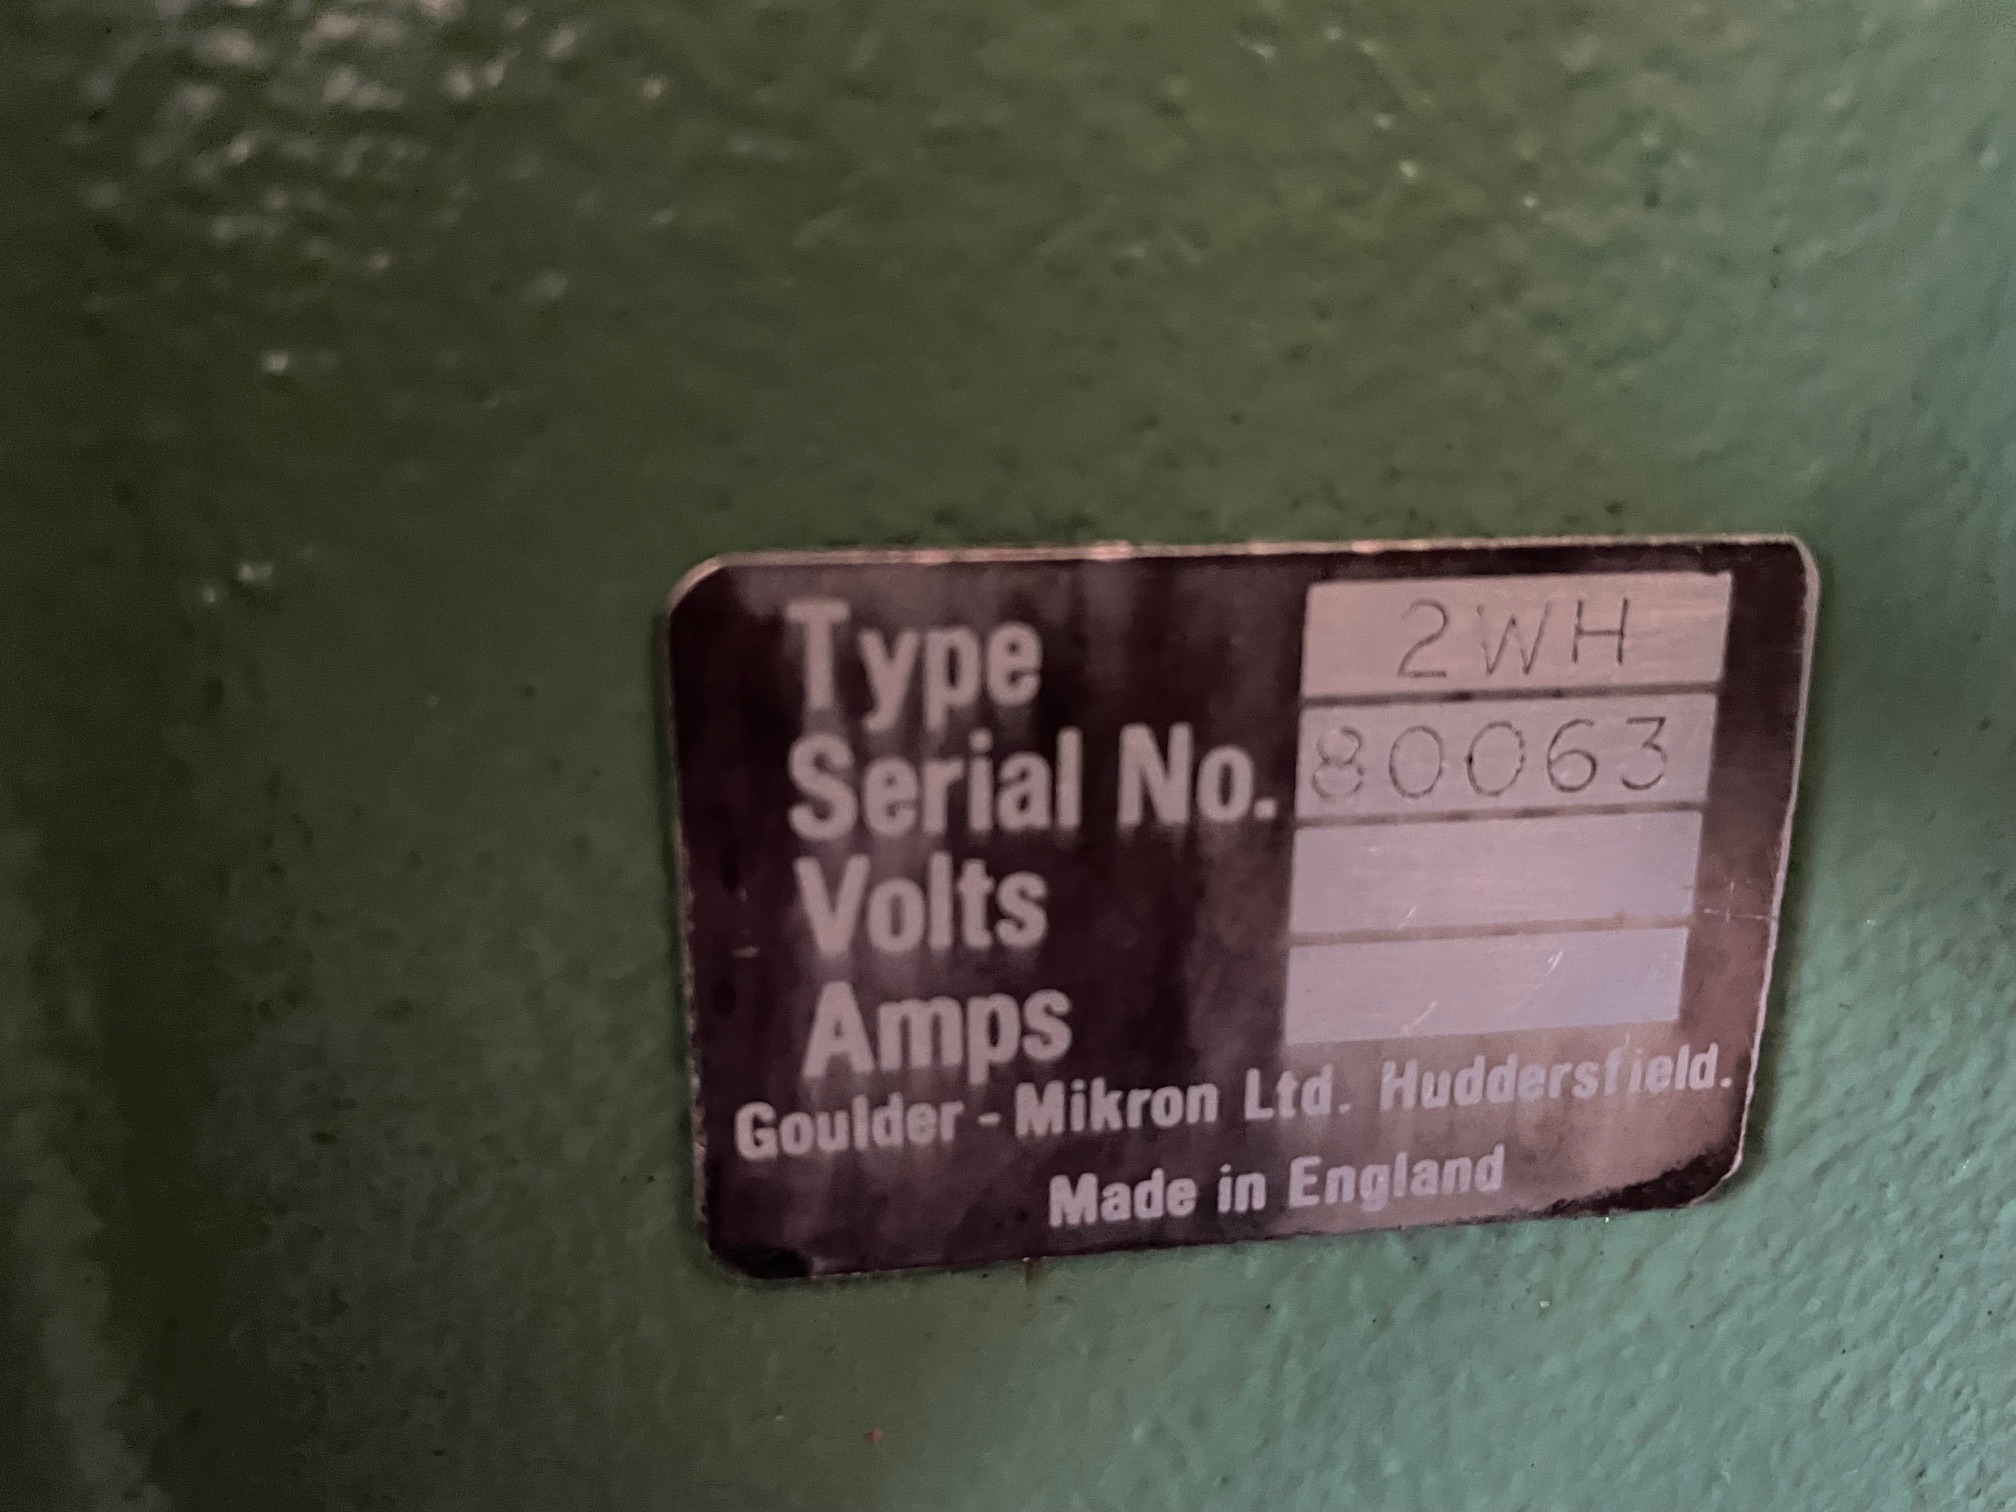 Type 2WH
Serial No. 80063
Volts
Amps
Goulder - Mikron Ltd. Huddersfield.
Made in England